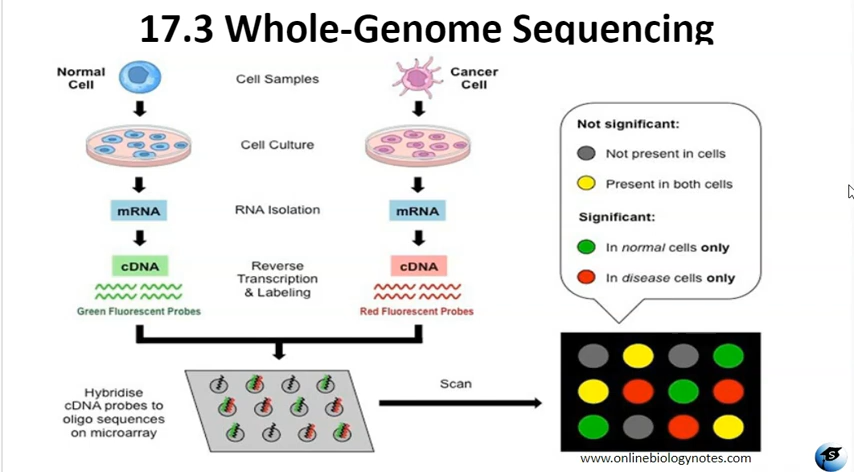 17.3 Whole-Genome Sequencing
Normal
Cell
Cell Samples
Cancer
Cell
Cell Culture
mRNA
RNA Isolation
mRNA
cDNA
Reverse
Transcription
& Labeling
cDNA
Green Fluorescent Probes
Red Fluorescent Probes
Hybridise
cDNA probes to
oligo sequences
on microarray
Scan
Not significant:
Not present in cells
Present in both cells
Significant:
In normal cells only
In disease cells only
www.onlinebiologynotes.com
S